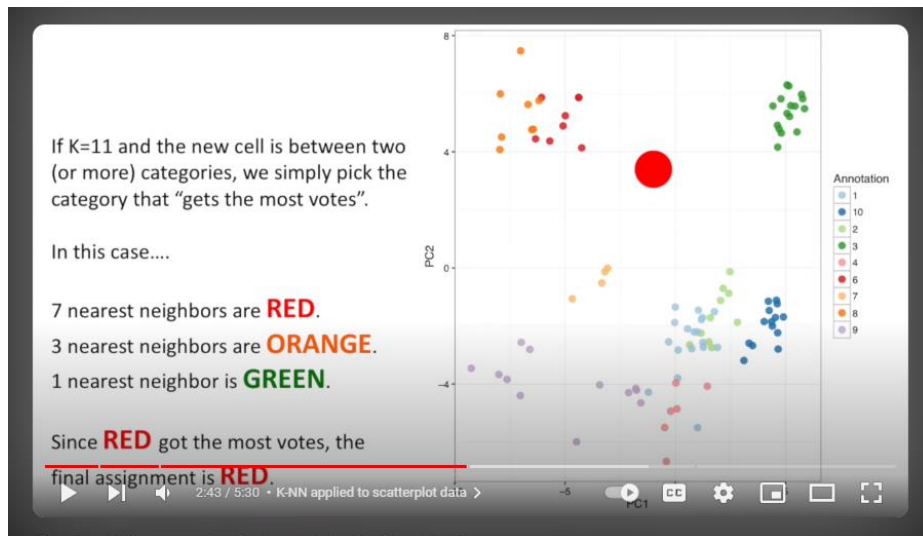 If K=11 and the new cell is between two
(or more) categories, we simply pick the
category that “gets the most votes”.
In this case....
7 nearest neighbors are RED.
3 nearest neighbors are ORANGE.
1 nearest neighbor is GREEN.
Since RED got the most votes, the
final assignment is RED.
8
4
0
-4
PC2
-5
PC1
Annotation
1
10
2
3
4
6
7
8
9
2:43 / 5:30 • K-NN applied to scatterplot data
CC